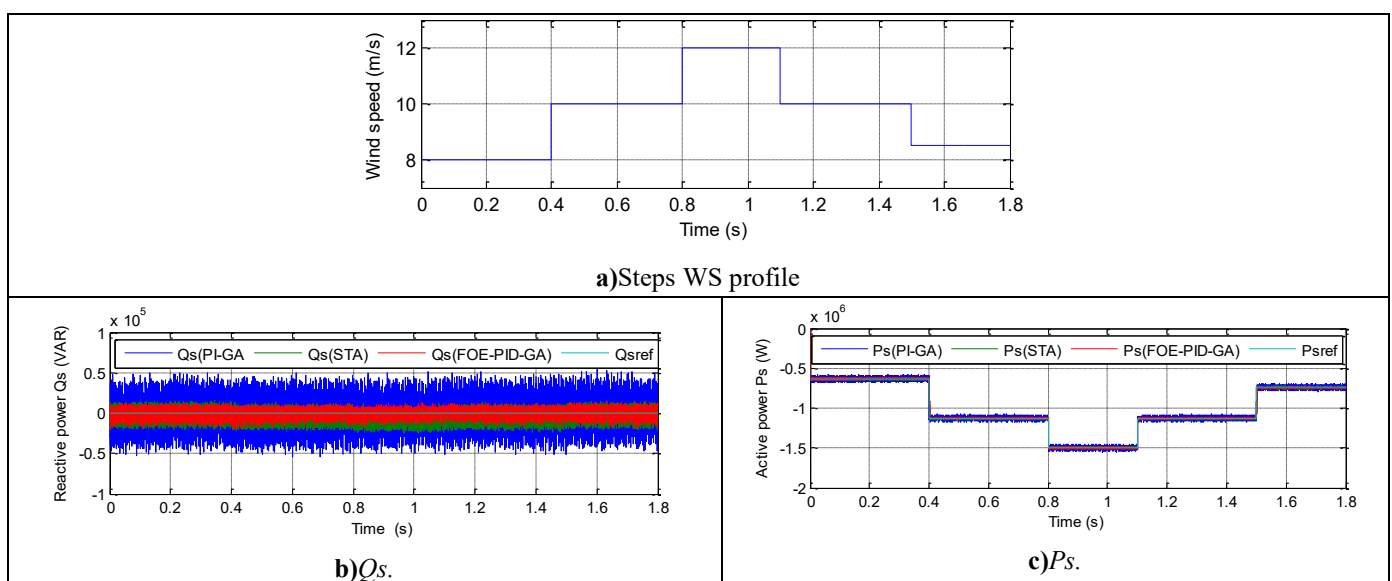 Wind speed (m/s)
12
10
8
0 0.2 0.4 0.6 0.8 1 1.2 1.4 1.6 1.8
Time (s)
a)Steps WS profile
x 10^5
Reactive power Qs (VAR)
1
0.5
0
-0.5
-1
Qs(PI-GA Qs(STA) Qs(FOE-PID-GA) Qsref
0 0.2 0.4 0.6 0.8 1 1.2 1.4 1.6 1.8
Time (s)
b)Qs.
x 10^6
Active power Ps (W)
0
-0.5
-1
-1.5
-2
Ps(PI-GA) Ps(STA) Ps(FOE-PID-GA) Psref
0 0.2 0.4 0.6 0.8 1 1.2 1.4 1.6 1.8
Time (s)
c)Ps.